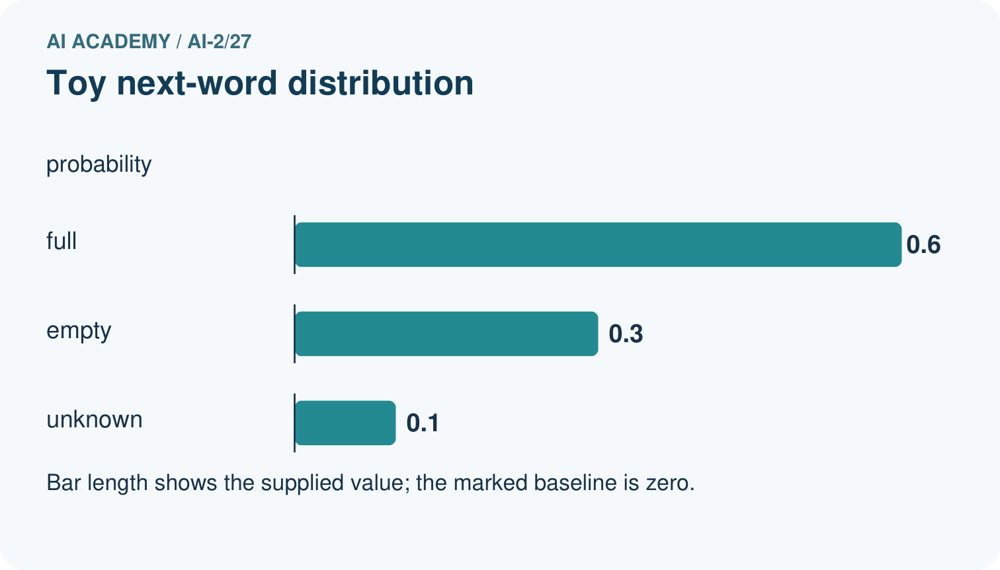 AI ACADEMY / AI-2/27
Toy next-word distribution
probability
full 0.6
empty 0.3
unknown 0.1
Bar length shows the supplied value; the marked baseline is zero.